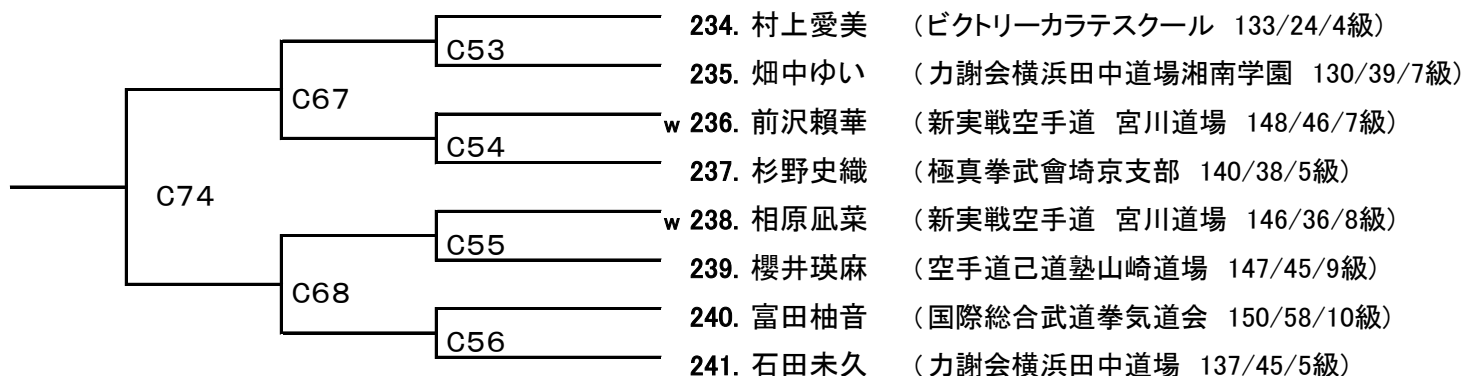 234. 村上愛美 （ビクトリーカラテスクール 133/24/4級）
C53
235. 畑中ゆい （力謝会横浜田中道場湘南学園 130/39/7級）
C67
w 236. 前沢頼華 （新実戦空手道 宮川道場 148/46/7級）
C54
237. 杉野史織 （極真拳武會埼京支部 140/38/5級）
C74
w 238. 相原凪菜 （新実戦空手道 宮川道場 146/36/8級）
C55
239. 櫻井瑛麻 （空手道己道塾山崎道場 147/45/9級）
C68
240. 富田柚音 （国際総合武道拳気道会 150/58/10級）
C56
241. 石田未久 （力謝会横浜田中道場 137/45/5級）